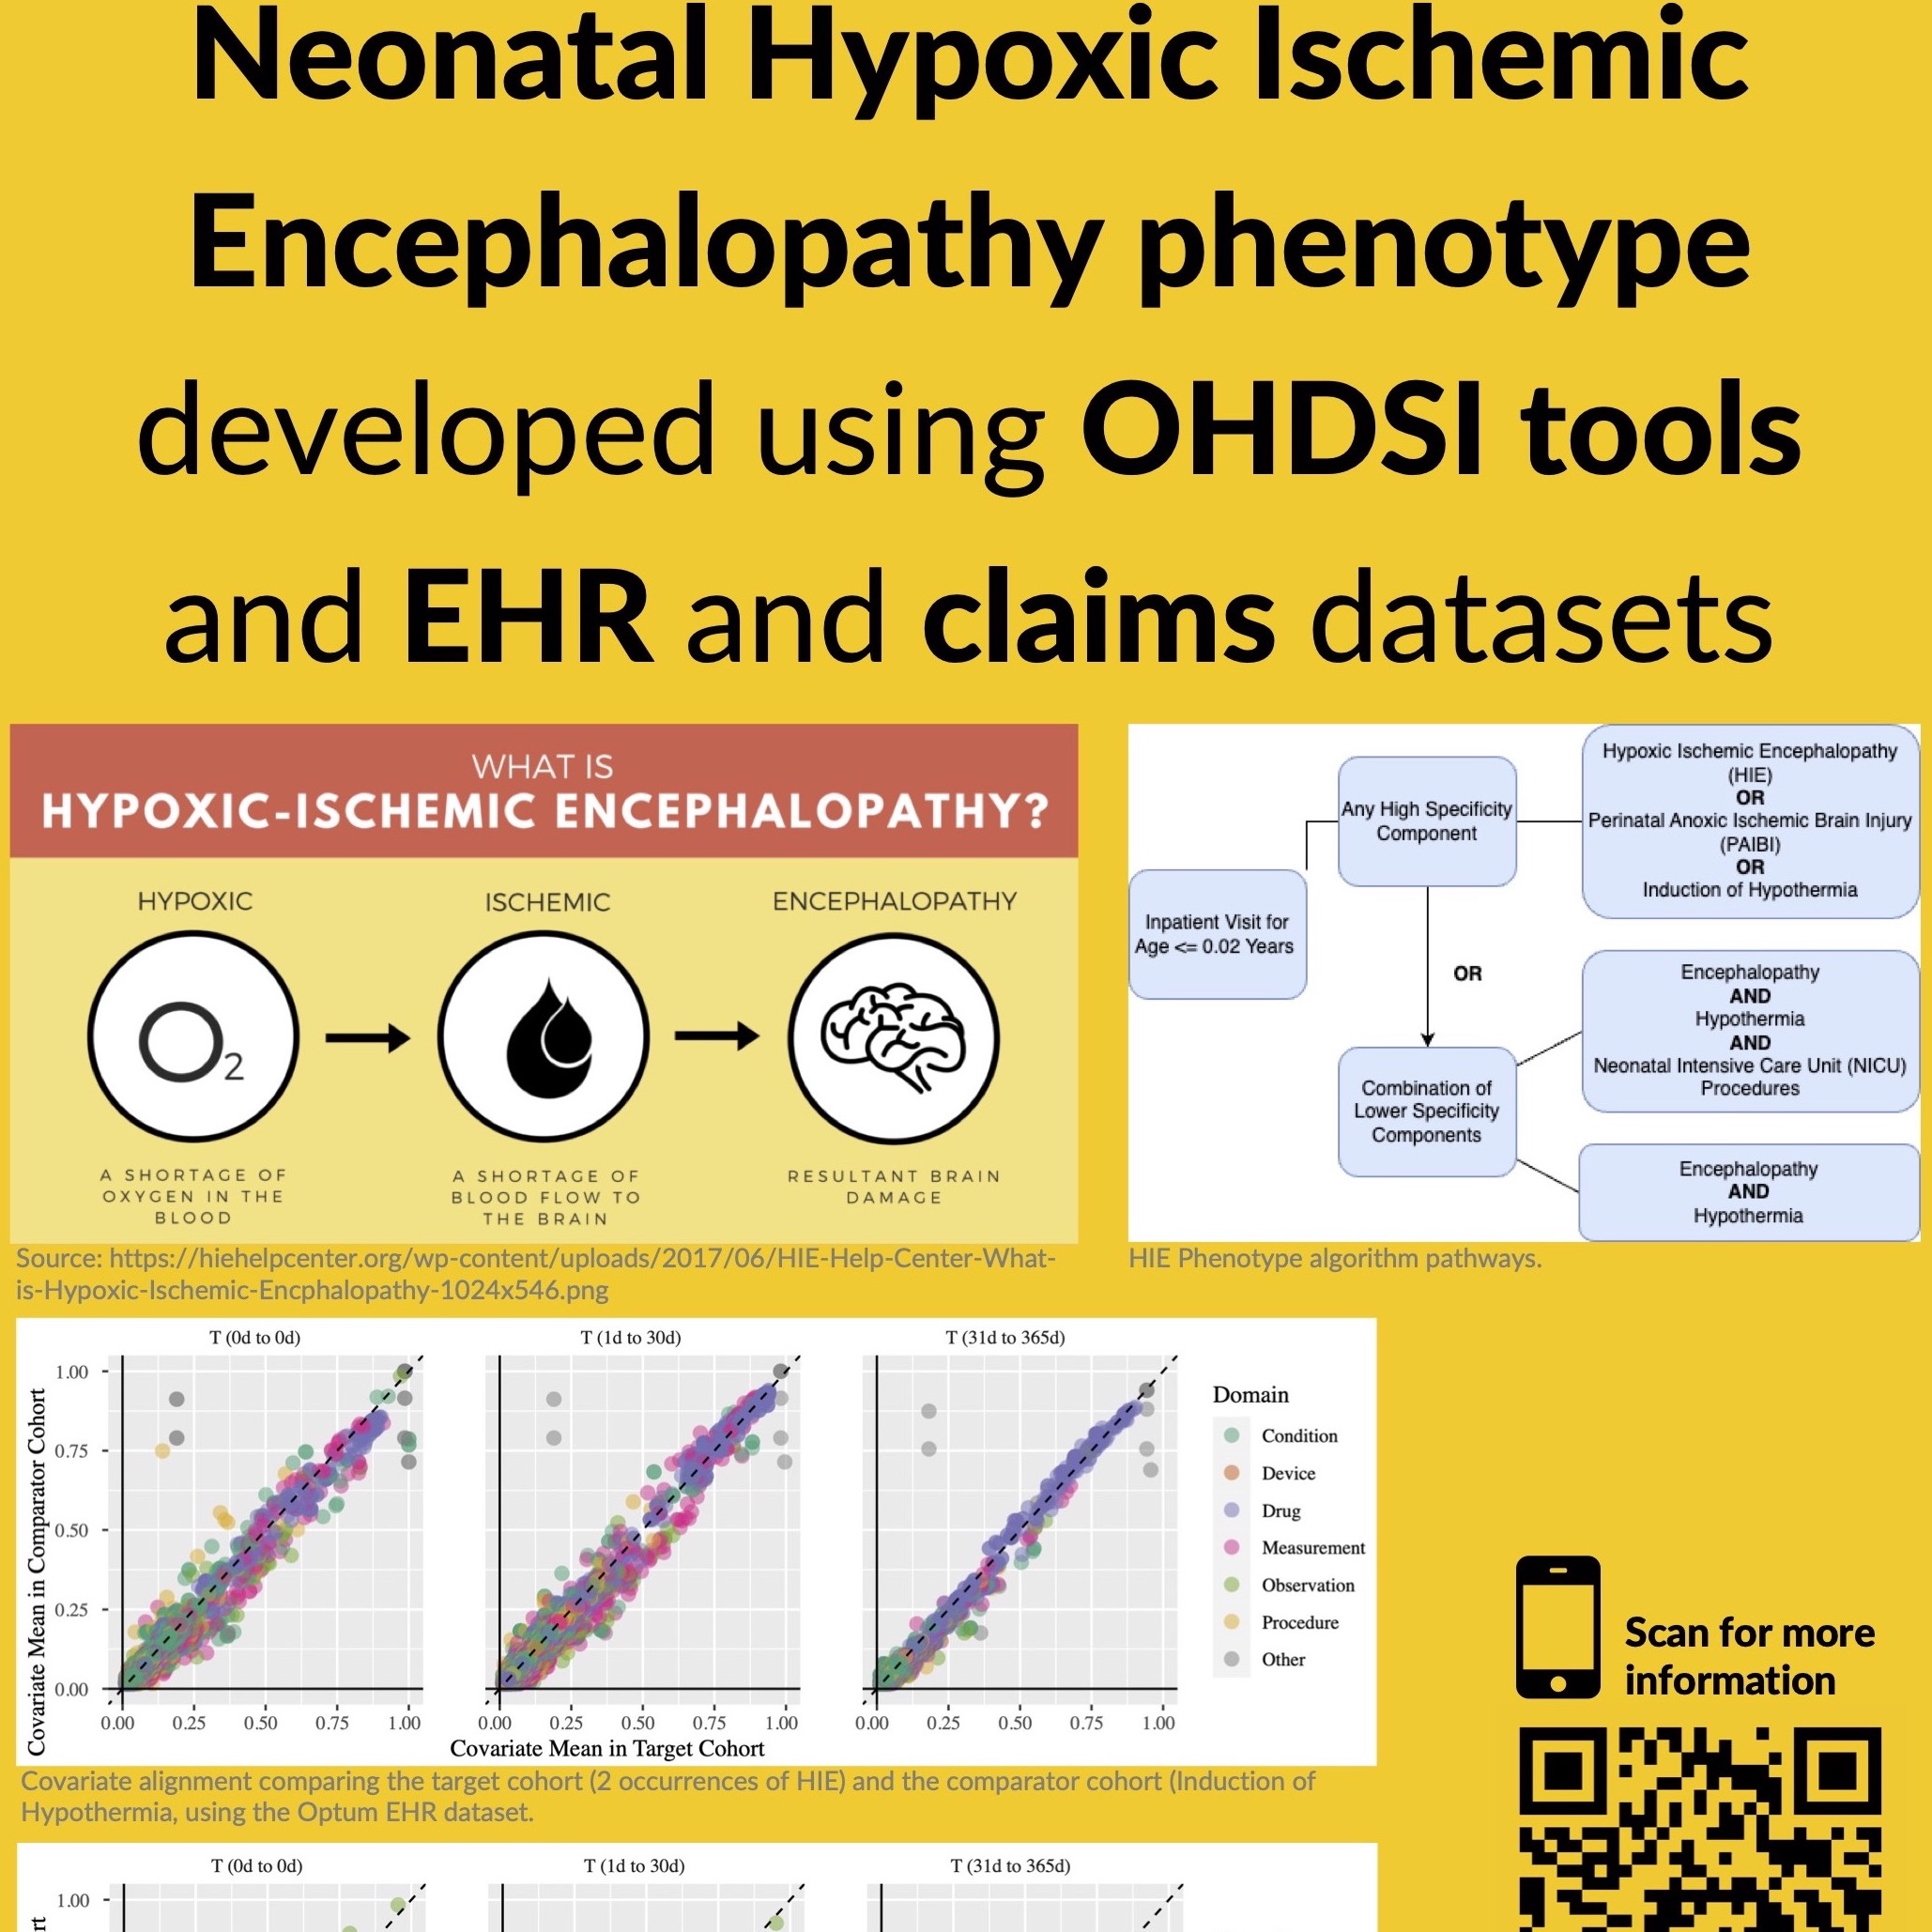 Neonatal Hypoxic Ischemic
Encephalopathy phenotype
developed using OHDSI tools
and EHR and claims datasets
WHAT IS
HYPOXIC-ISCHEMIC ENCEPHALOPATHY?
HYPOXIC
ISCHEMIC
ENCEPHALOPATHY
O2
A SHORTAGE OF
OXYGEN IN THE
BLOOD
A SHORTAGE OF
BLOOD FLOW TO
THE BRAIN
RESULTANT BRAIN
DAMAGE
Source: https://hiehelpcenter.org/wp-content/uploads/2017/06/HIE-Help-Center-What-
is-Hypoxic-Ischemic-Encphalopathy-1024x546.png
Inpatient Visit for
Age <= 0.02 Years
Any High Specificity
Component
OR
Combination of
Lower Specificity
Components
Hypoxic Ischemic Encephalopathy
(HIE)
OR
Perinatal Anoxic Ischemic Brain Injury
(PAIBI)
OR
Induction of Hypothermia
Encephalopathy
AND
Hypothermia
AND
Neonatal Intensive Care Unit (NICU)
Procedures
Encephalopathy
AND
Hypothermia
HIE Phenotype algorithm pathways.
T (0d to 0d)
T (1d to 30d)
T (31d to 365d)
Covariate Mean in Comparator Cohort
1.00
0.75
0.50
0.25
0.00
0.00 0.25 0.50 0.75 1.00
0.00 0.25 0.50 0.75 1.00
0.00 0.25 0.50 0.75 1.00
Covariate Mean in Target Cohort
Domain
Condition
Device
Drug
Measurement
Observation
Procedure
Other
Covariate alignment comparing the target cohort (2 occurrences of HIE) and the comparator cohort (Induction of
Hypothermia, using the Optum EHR dataset.
Scan for more
information
T (0d to 0d)
T (1d to 30d)
T (31d to 365d)
1.00